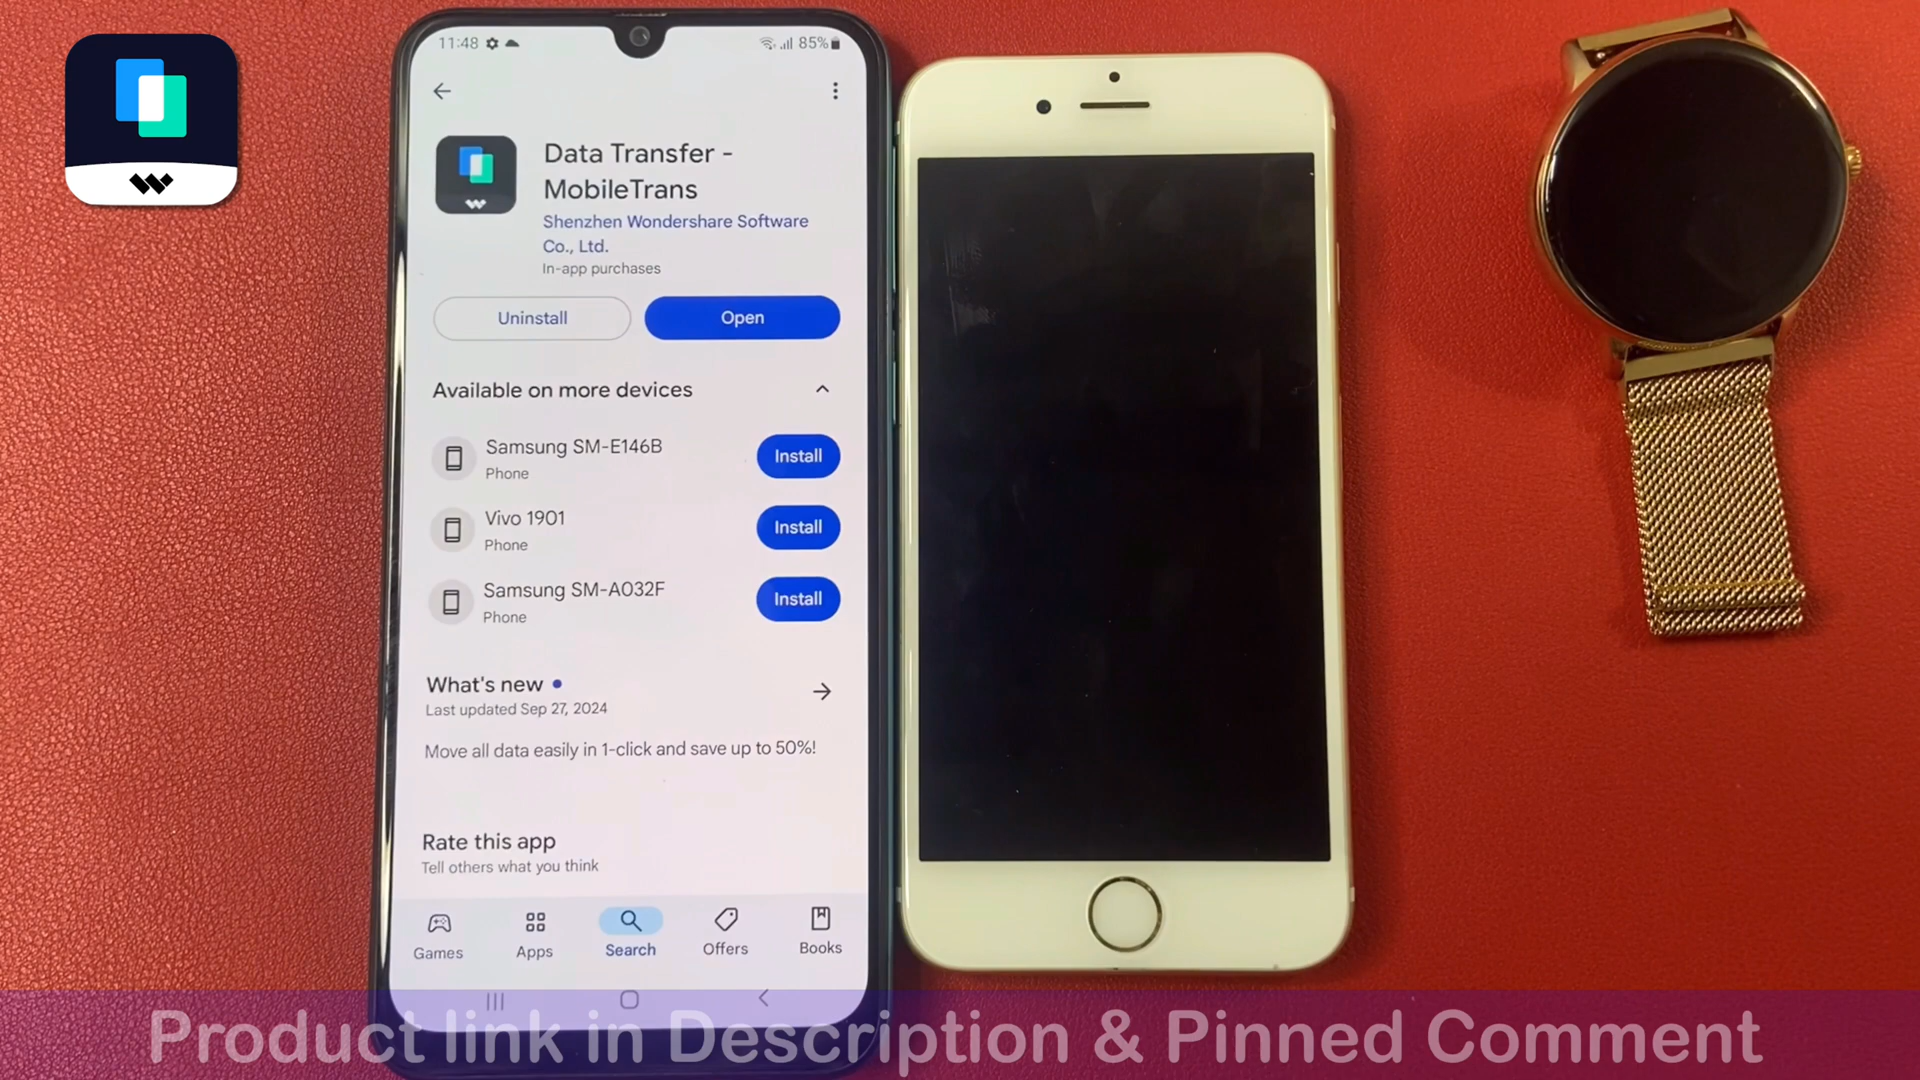 11:48
85%
Data Transfer -
MobileTrans
Shenzhen Wondershare Software
Co., Ltd.
In-app purchases
Uninstall
Open
Available on more devices
Samsung SM-E146B
Phone
Install
Vivo 1901
Phone
Install
Samsung SM-A032F
Phone
Install
What's new
Last updated Sep 27, 2024
Move all data easily in 1-click and save up to 50%!
Rate this app
Tell others what you think
Games
Apps
Search
Offers
Books
Product link in Description & Pinned Comment